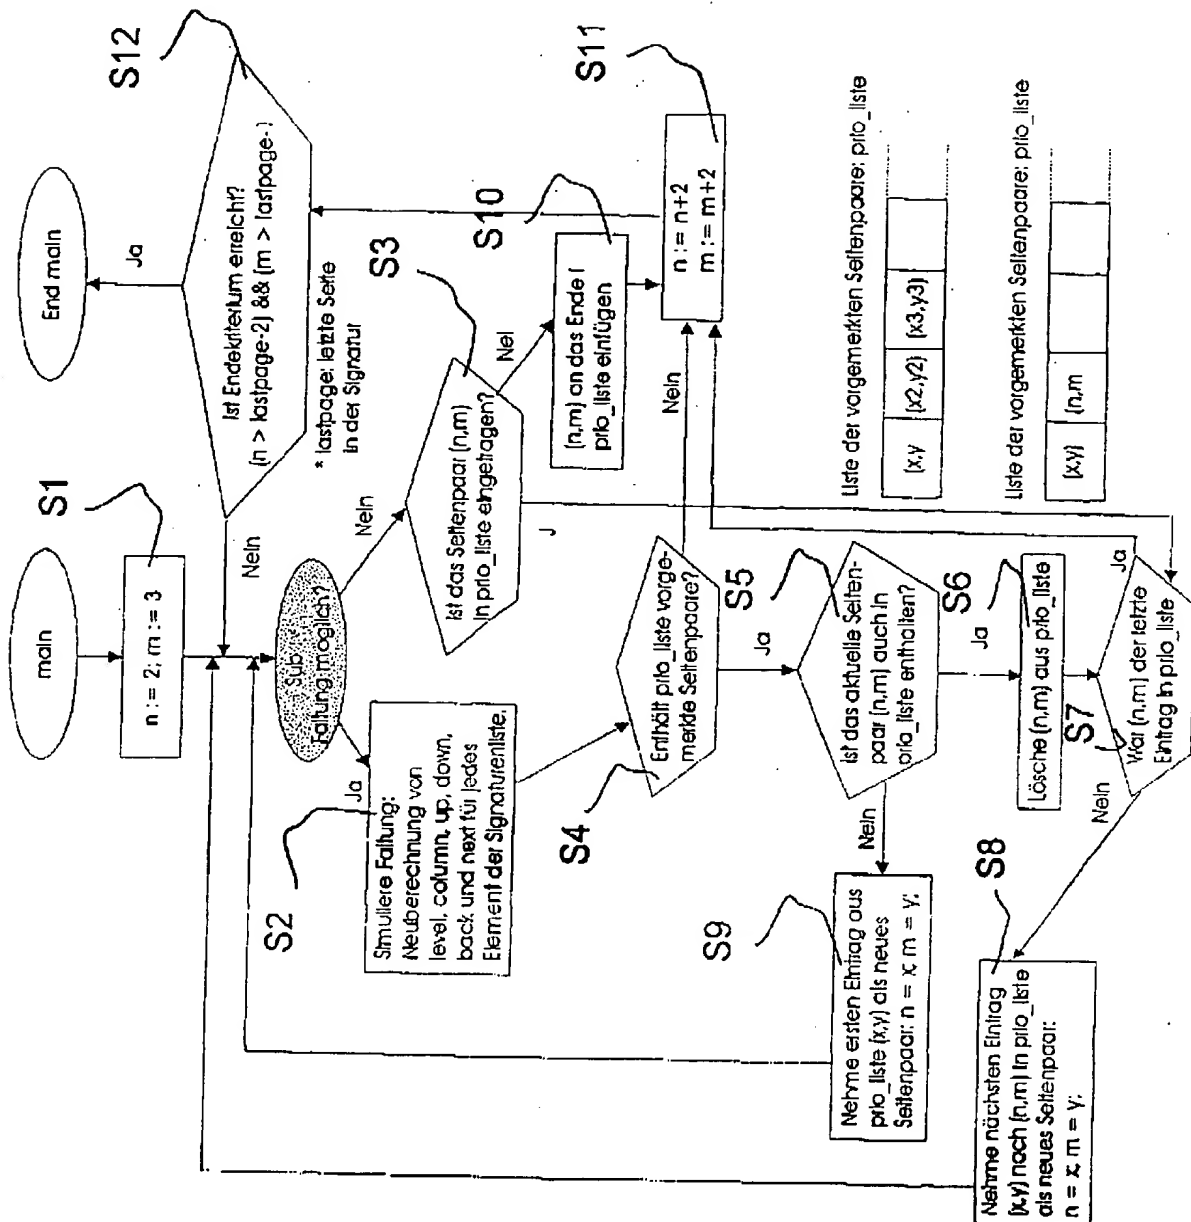 main
S1
n := 2; m := 3
End main
Ja
S12
Ist Endekriterium erreicht?
(n > lastpage-2) && (m > lastpage-1
* lastpage: letzte Seite
in der Signatur
Nein
Sub
Faltung möglich?
Ja
Nein
S2
Simuliere Faltung:
Neuberechnung von
level, column, up, down,
back und next für jedes
Element der Signaturenliste.
S3
Ist das Seitenpaar (n,m)
in prio_liste eingetragen?
Nei
J
S10
(n,m) an das Ende
prio_liste einfügen
S11
n := n+2
m := m+2
S4
Enthält prio_liste vorge-
merkte Seitenpaare?
Nein
Ja
S5
Ist das aktuelle Seiten-
paar (n,m) auch in
prio_liste enthalten?
Nein
Ja
S6
Lösche (n,m) aus prio_liste
S7
War (n,m) der letzte
Eintrag in prio_liste
Ja
Nein
S9
Nehme ersten Eintrag aus
prio_liste (x,y) als neues
Seitenpaar: n = x; m = y;
S8
Nehme nächsten Eintrag
(x,y) nach (n,m) in prio_liste
als neues Seitenpaar:
n = x; m = y;
Liste der vorgemerkten Seitenpaare: prio_liste
(x,y (x2,y2) (x3,y3)
Liste der vorgemerkten Seitenpaare: prio_liste
(x,y) (n,m